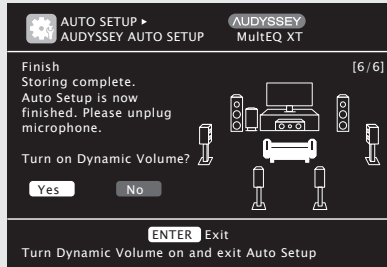 AUTO SETUP ▸
AUDYSSEY AUTO SETUP
AUDYSSEY
MultEQ XT
Finish
[6/6]
Storing complete.
Auto Setup is now
finished. Please unplug
microphone.
Turn on Dynamic Volume?
Yes
No
ENTER Exit
Turn Dynamic Volume on and exit Auto Setup